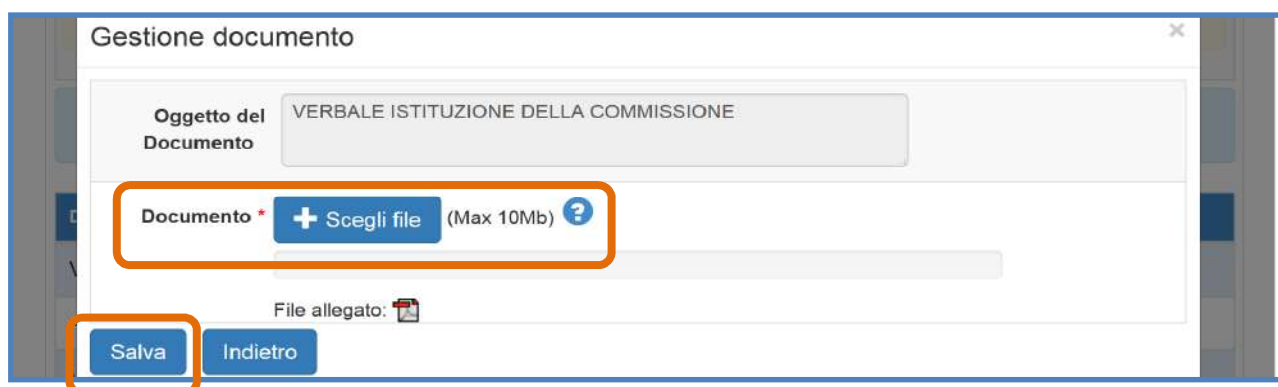 Gestione documento ×
Oggetto del Documento
VERBALE ISTITUZIONE DELLA COMMISSIONE
Documento * + Scegli file (Max 10Mb) ?
File allegato:
Salva Indietro